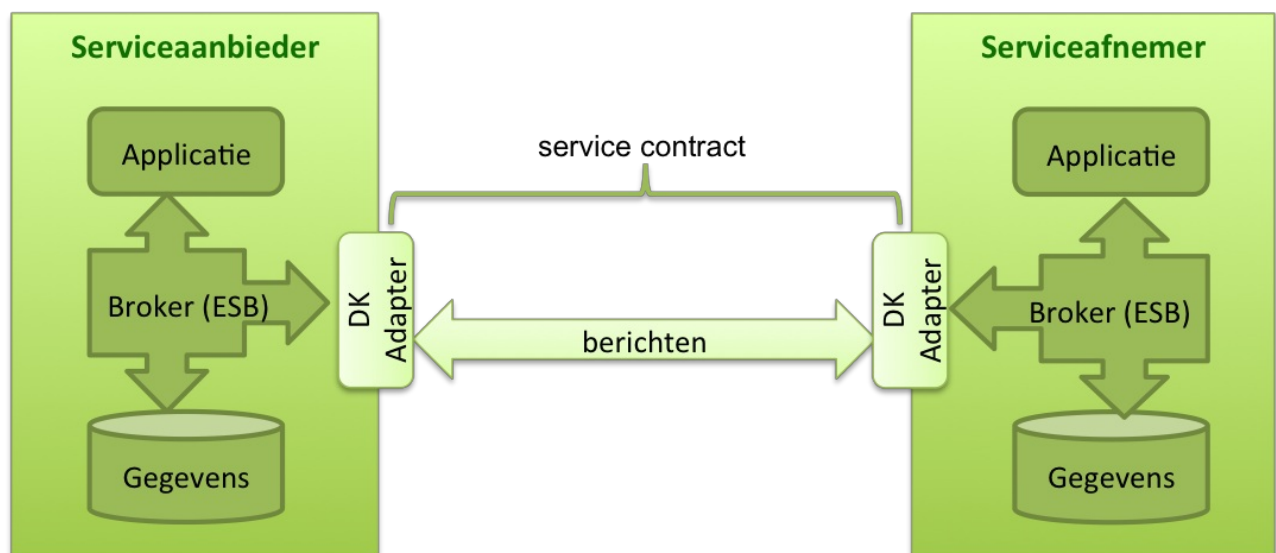 Serviceaanbieder
Applicatie
Broker (ESB)
Gegevens
DK
Adapter
service contract
berichten
Serviceafnemer
DK
Adapter
Applicatie
Broker (ESB)
Gegevens